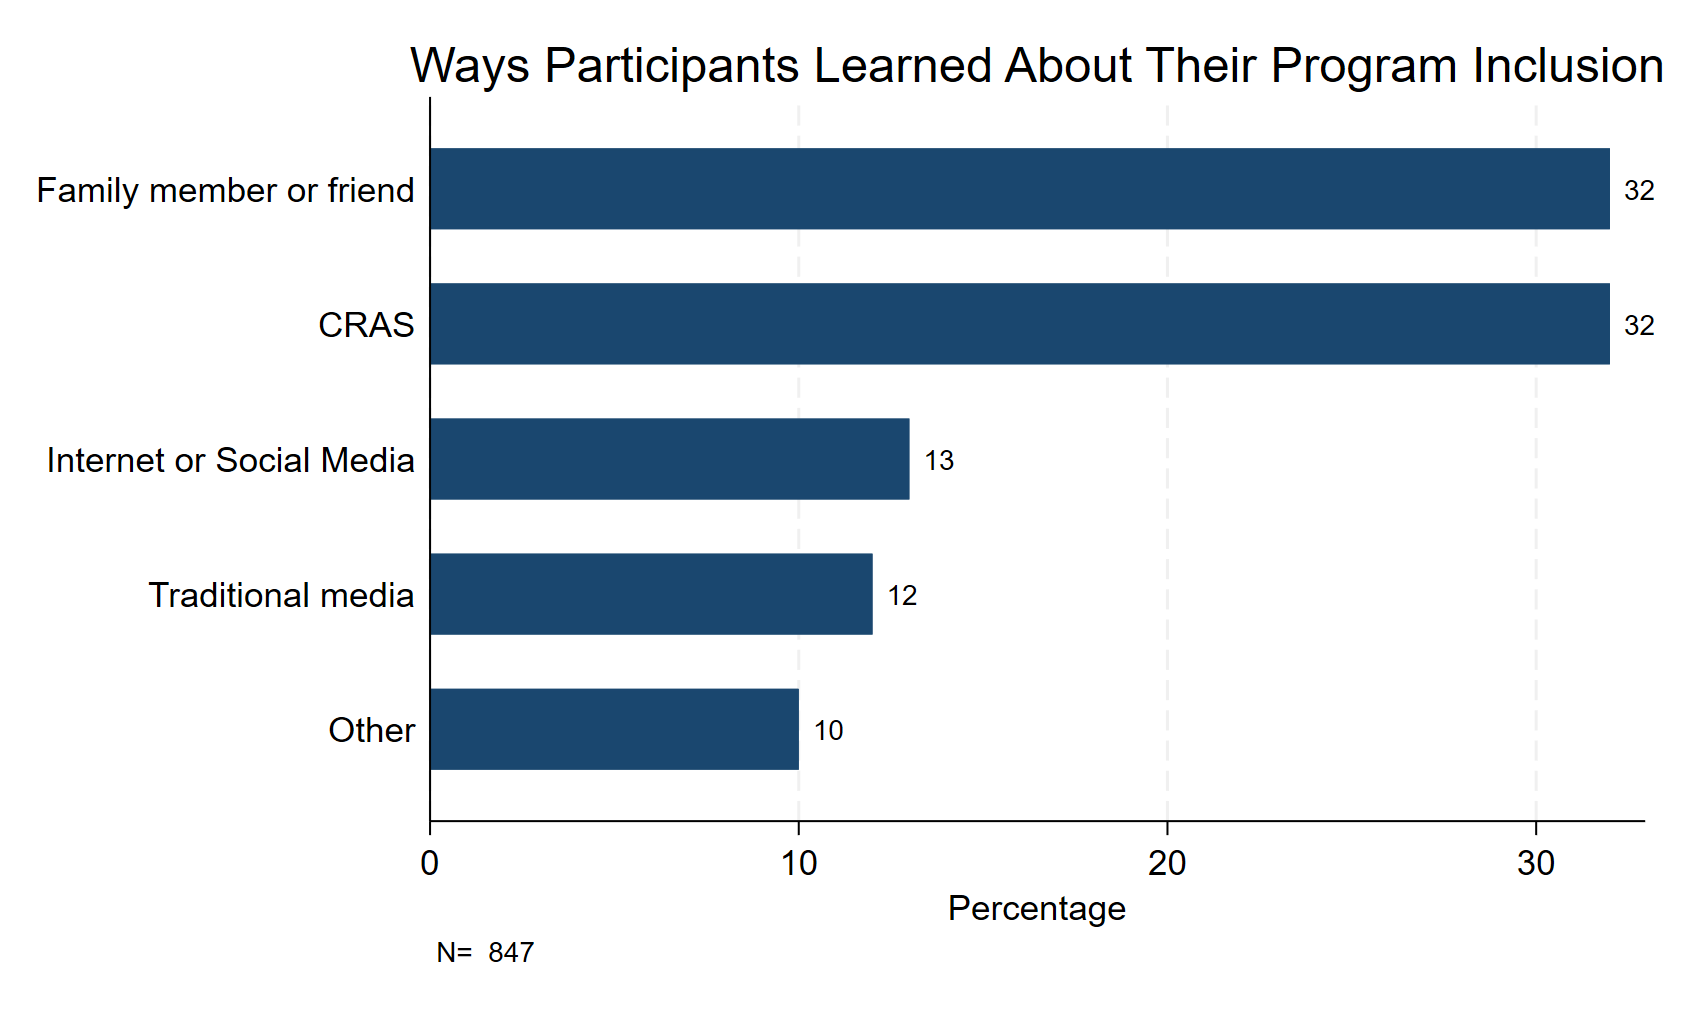 Ways Participants Learned About Their Program Inclusion
Family member or friend 32
CRAS 32
Internet or Social Media 13
Traditional media 12
Other 10
0 10 20 30
Percentage
N= 847